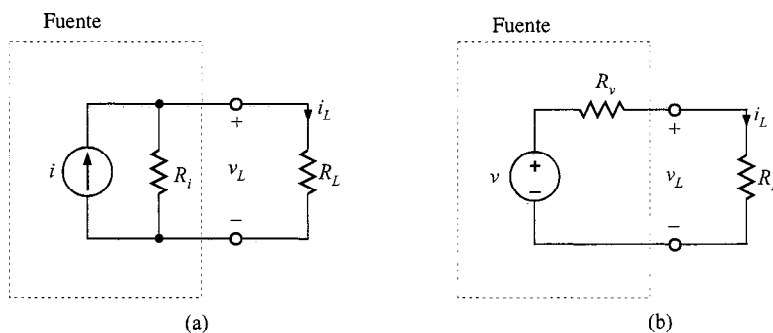 Fuente
Fuente
i
R_i
+
v_L
−
i_L
R_L
(a)
v
+
−
R_v
+
v_L
−
i_L
(b)